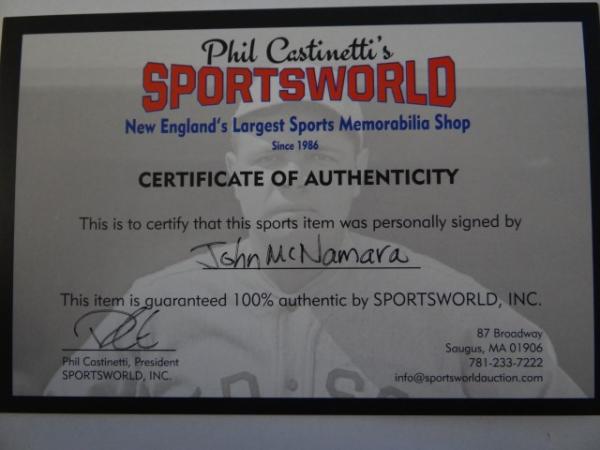 Phil Castinetti's
SPORTSWORLD
New England's Largest Sports Memorabilia Shop
Since 1986
CERTIFICATE OF AUTHENTICITY
This is to certify that this sports item was personally signed by
John McNamara
This item is guaranteed 100% authentic by SPORTSWORLD, INC.
Phil Castinetti, President
SPORTSWORLD, INC.
87 Broadway
Saugus, MA 01906
781-233-7222
info@sportsworldauction.com